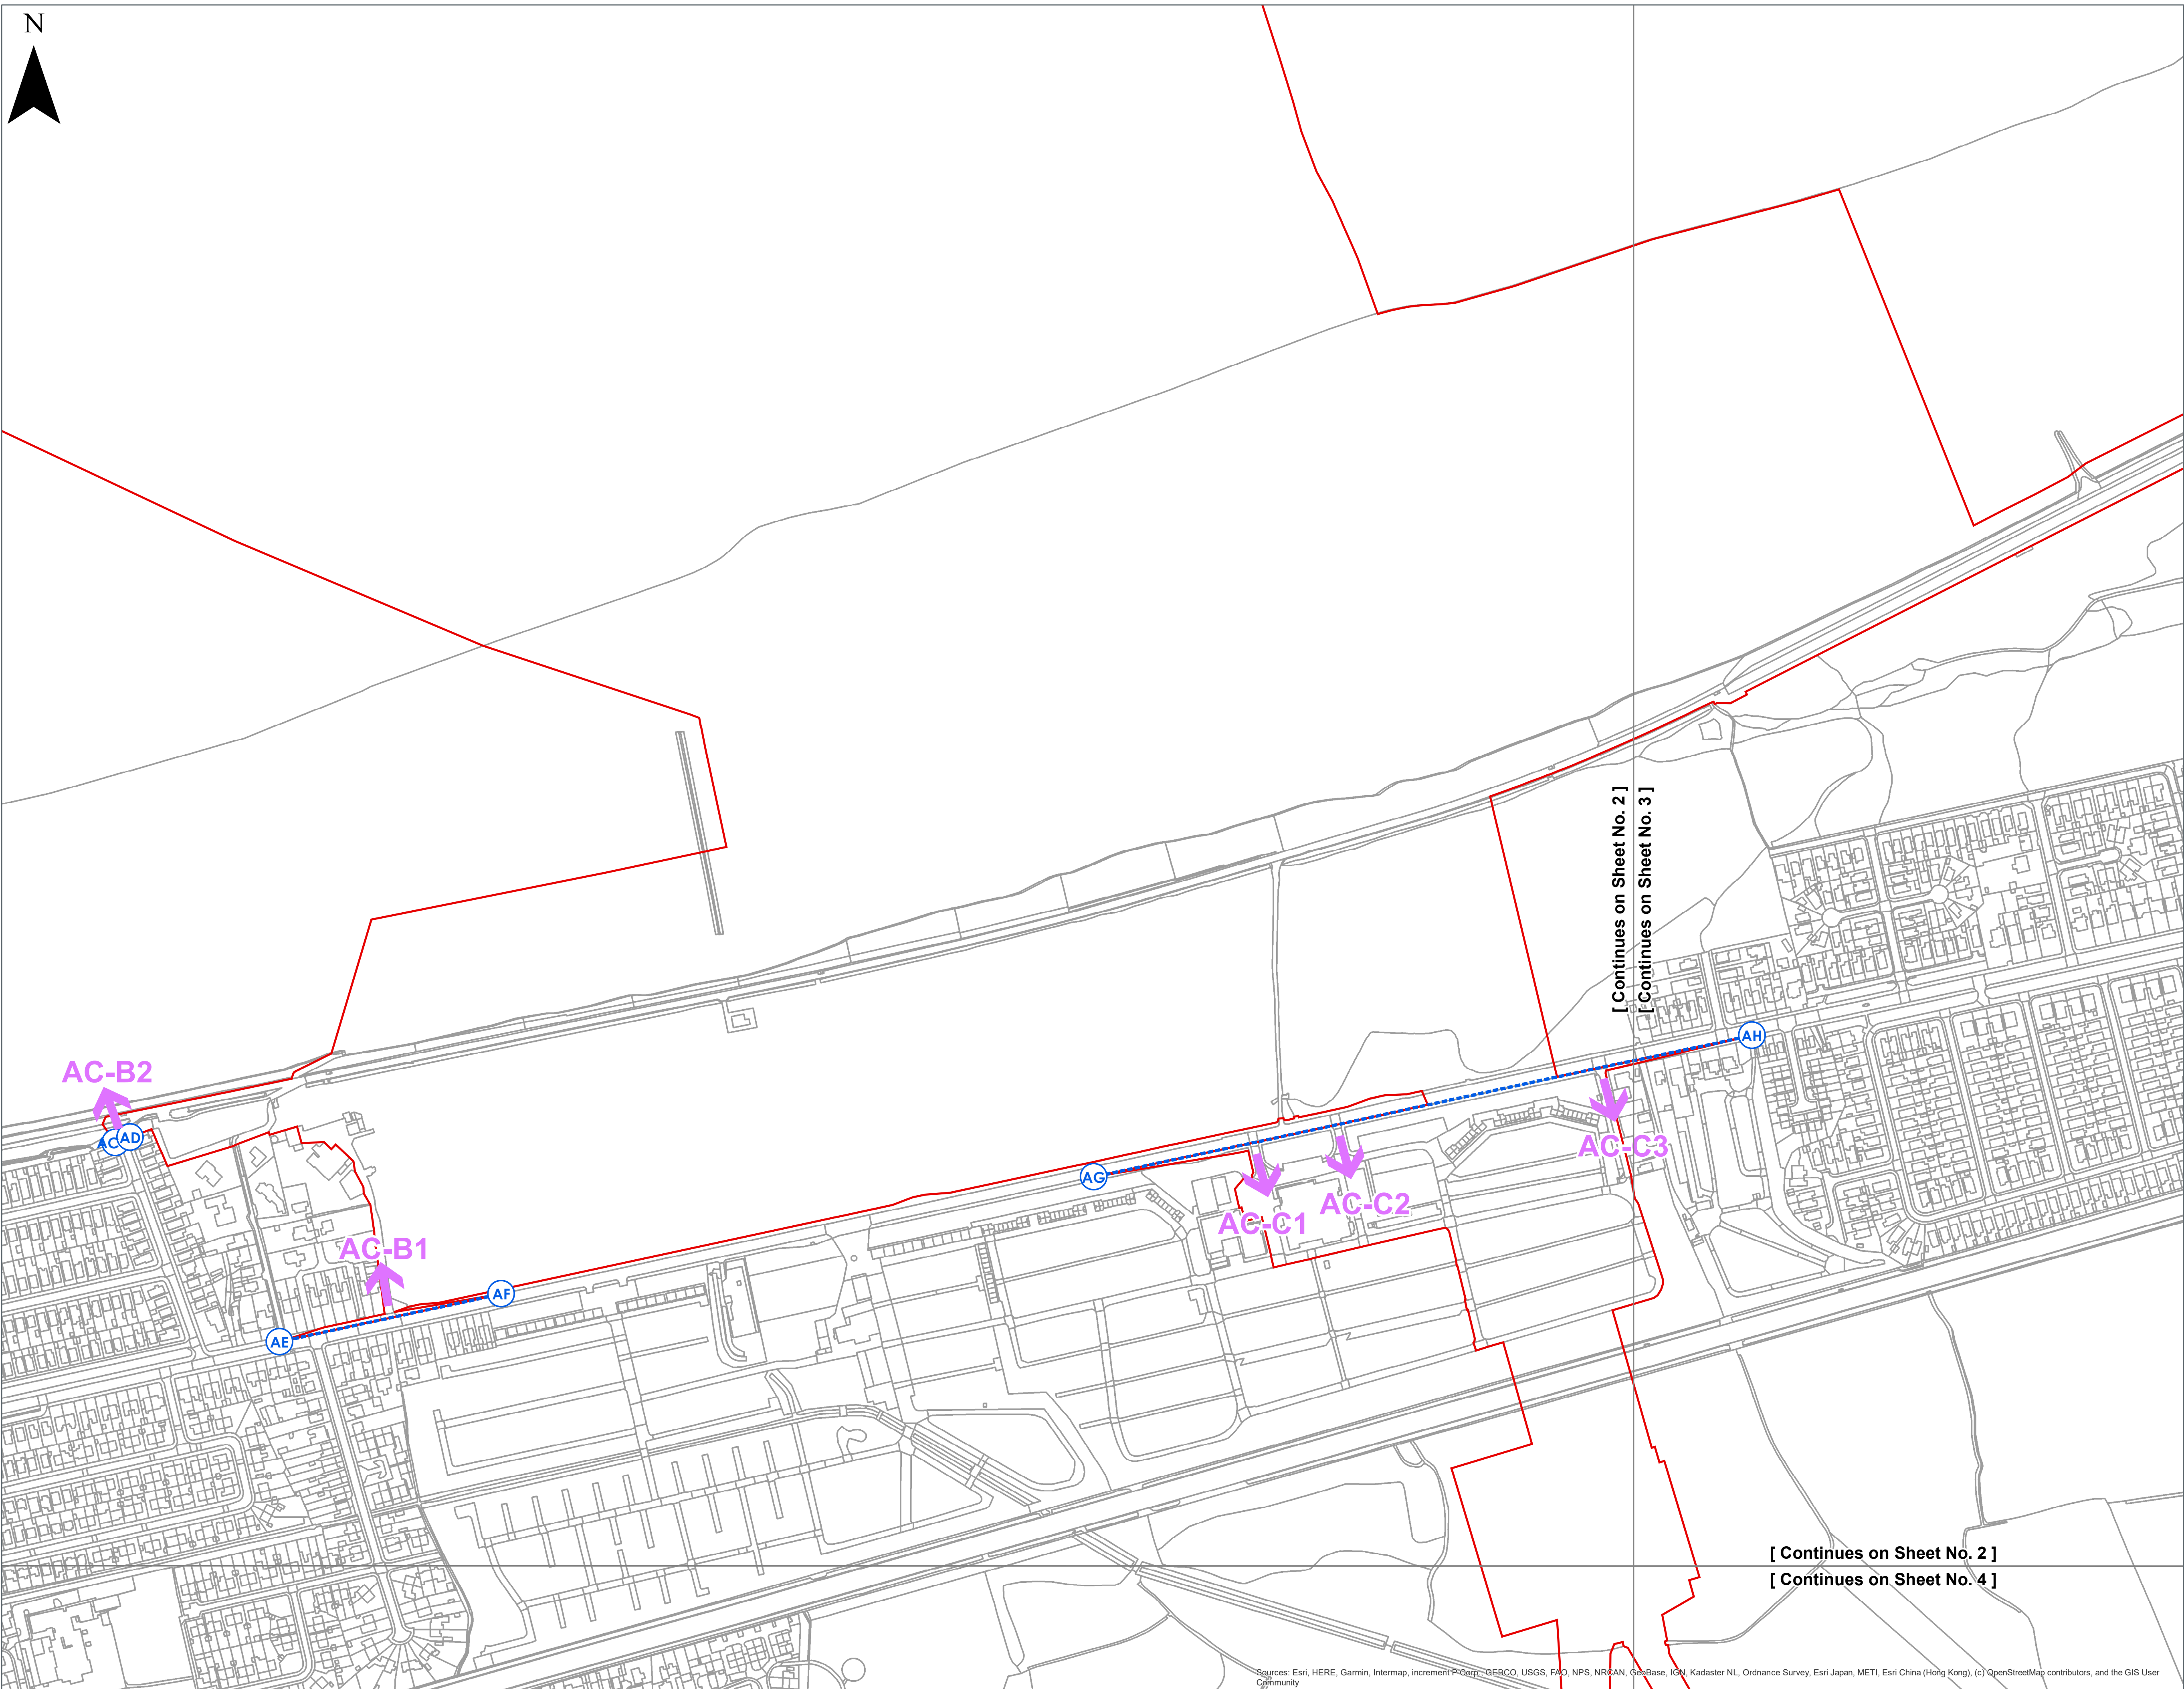 N
[ Continues on Sheet No. 2 ]
[ Continues on Sheet No. 3 ]
AH
AC-B2
AC
AD
AC-C3
AG
AC-C2
AC-C1
AC-B1
AF
AE
[ Continues on Sheet No. 2 ]
[ Continues on Sheet No. 4 ]
Sources: Esri, HERE, Garmin, Intermap, increment P Corp., GEBCO, USGS, FAO, NPS, NRCAN, GeoBase, IGN, Kadaster NL, Ordnance Survey, Esri Japan, METI, Esri China (Hong Kong), (c) OpenStreetMap contributors, and the GIS User
Community